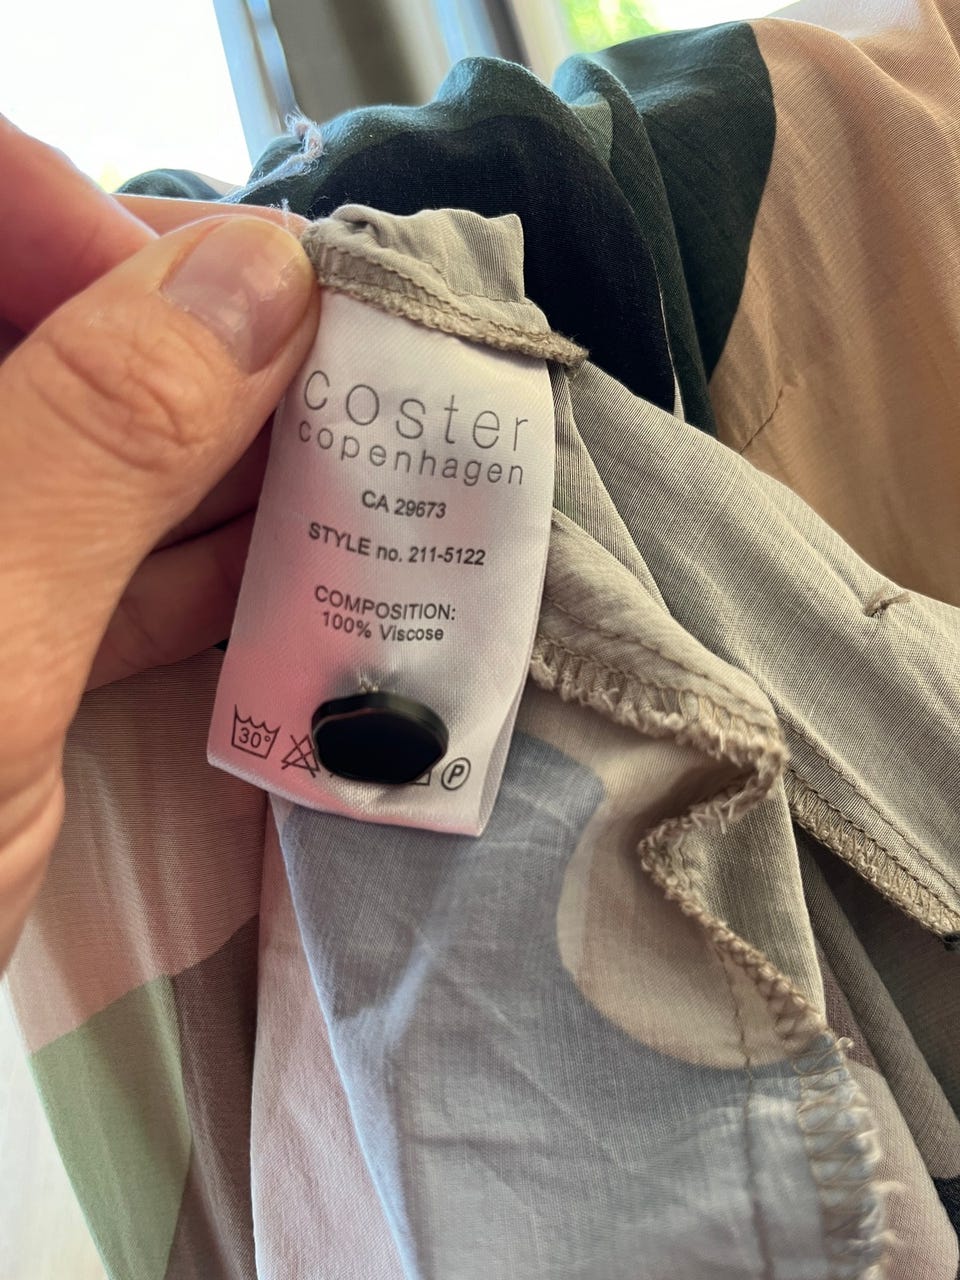 coster
copenhagen
CA 29673
STYLE no. 211-5122
COMPOSITION:
100% Viscose
30°
P